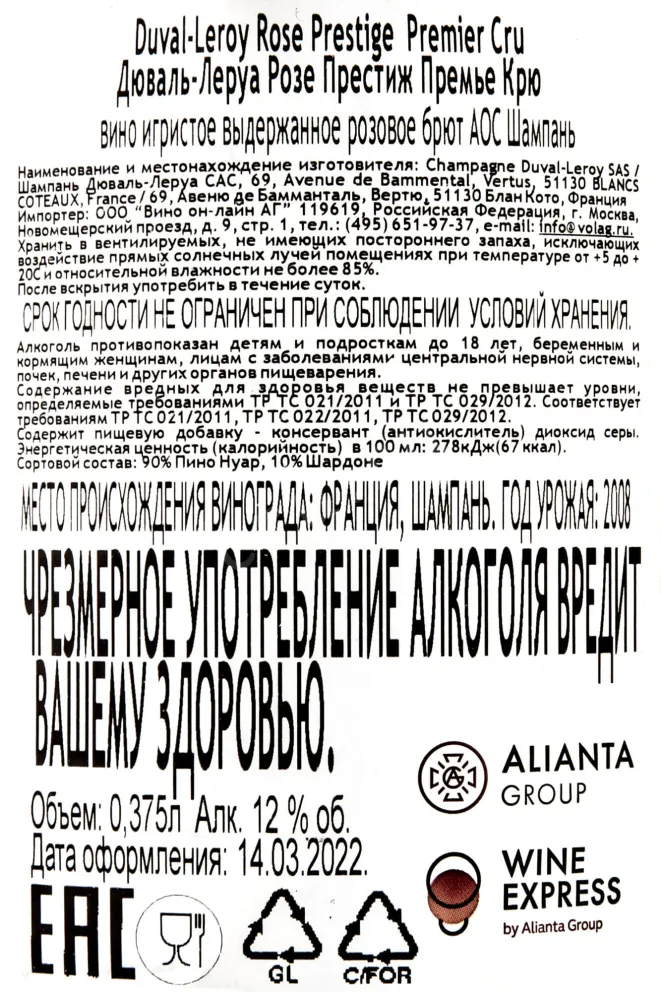 Duval-Leroy Rose Prestige Premier Cru
Дюваль-Леруа Розе Престиж Премье Крю
вино игристое выдержанное розовое брют АОС Шампань
Наименование и местонахождение изготовителя: Champagne Duval-Leroy SAS /
Шампань Дюваль-Леруа САС, 69, Avenue de Bammental, Vertus, 51130 BLANCS
COTEAUX, France / 69, Авеню де Бамманталь, Вертю, 51130 Блан Кото, Франция
Импортер: ООО "Вино он-лайн АГ" 119619, Российская Федерация, г. Москва,
Новомещерский проезд, д. 9, стр. 1, тел.: (495) 651-97-37, e-mail: info@volag.ru.
Хранить в вентилируемых, не имеющих постороннего запаха, исключающих
воздействие прямых солнечных лучей помещениях при температуре от +5 до +
20С и относительной влажности не более 85%.
После вскрытия употребить в течение суток.
СРОК ГОДНОСТИ НЕ ОГРАНИЧЕН ПРИ СОБЛЮДЕНИИ УСЛОВИЙ ХРАНЕНИЯ.
Алкоголь противопоказан детям и подросткам до 18 лет, беременным и
кормящим женщинам, лицам с заболеваниями центральной нервной системы,
почек, печени и других органов пищеварения.
Содержание вредных для здоровья веществ не превышает уровни,
определяемые требованиями ТР ТС 021/2011 и ТР ТС 029/2012. Соответствует
требованиям ТР ТС 021/2011, ТР ТС 022/2011, ТР ТС 029/2012.
Содержит пищевую добавку - консервант (антиокислитель) диоксид серы.
Энергетическая ценность (калорийность) в 100 мл: 278кДж(67 ккал).
Сортовой состав: 90% Пино Нуар, 10% Шардоне
МЕСТО ПРОИСХОЖДЕНИЯ ВИНОГРАДА: ФРАНЦИЯ, ШАМПАНЬ. ГОД УРОЖАЯ: 2008
ЧРЕЗМЕРНОЕ УПОТРЕБЛЕНИЕ АЛКОГОЛЯ ВРЕДИТ
ВАШЕМУ ЗДОРОВЬЮ.
ALIANTA
GROUP
Объем: 0,375л Алк. 12 % об.
Дата оформления: 14.03.2022.
WINE
EXPRESS
by Alianta Group
EAC
GL
C/FOR